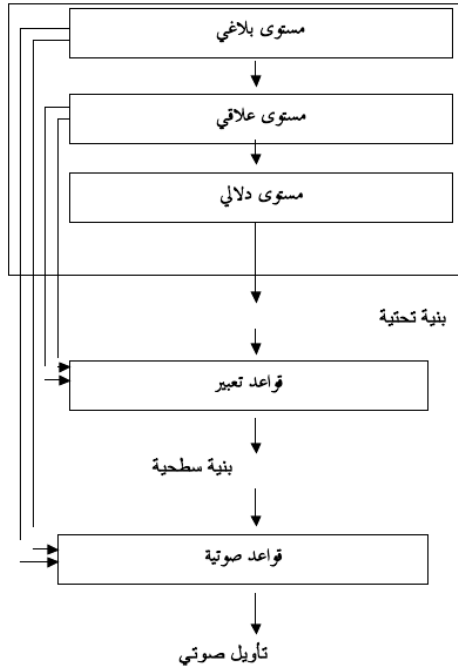 مستوى بلاغي
مستوى علاقي
مستوى دلالي
بنية تحتية
قواعد تعبير
بنية سطحية
قواعد صوتية
تأويل صوتي